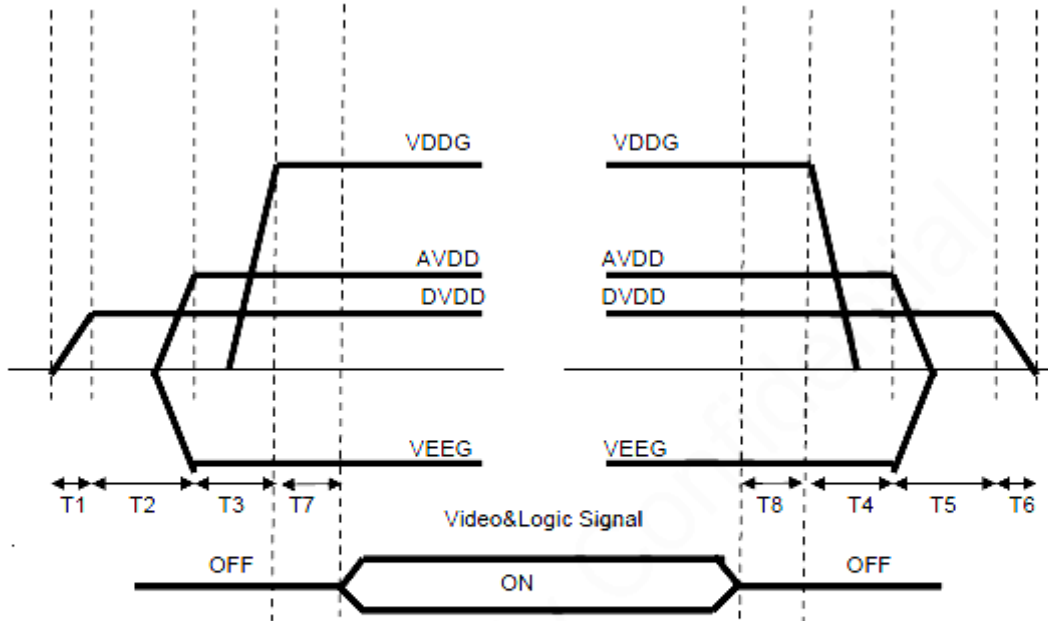 VDDG
VDDG
AVDD
AVDD
DVDD
DVDD
VEEG
VEEG
T1 T2 T3 T7
T8 T4 T5 T6
Video&Logic Signal
OFF
ON
OFF
Confidential